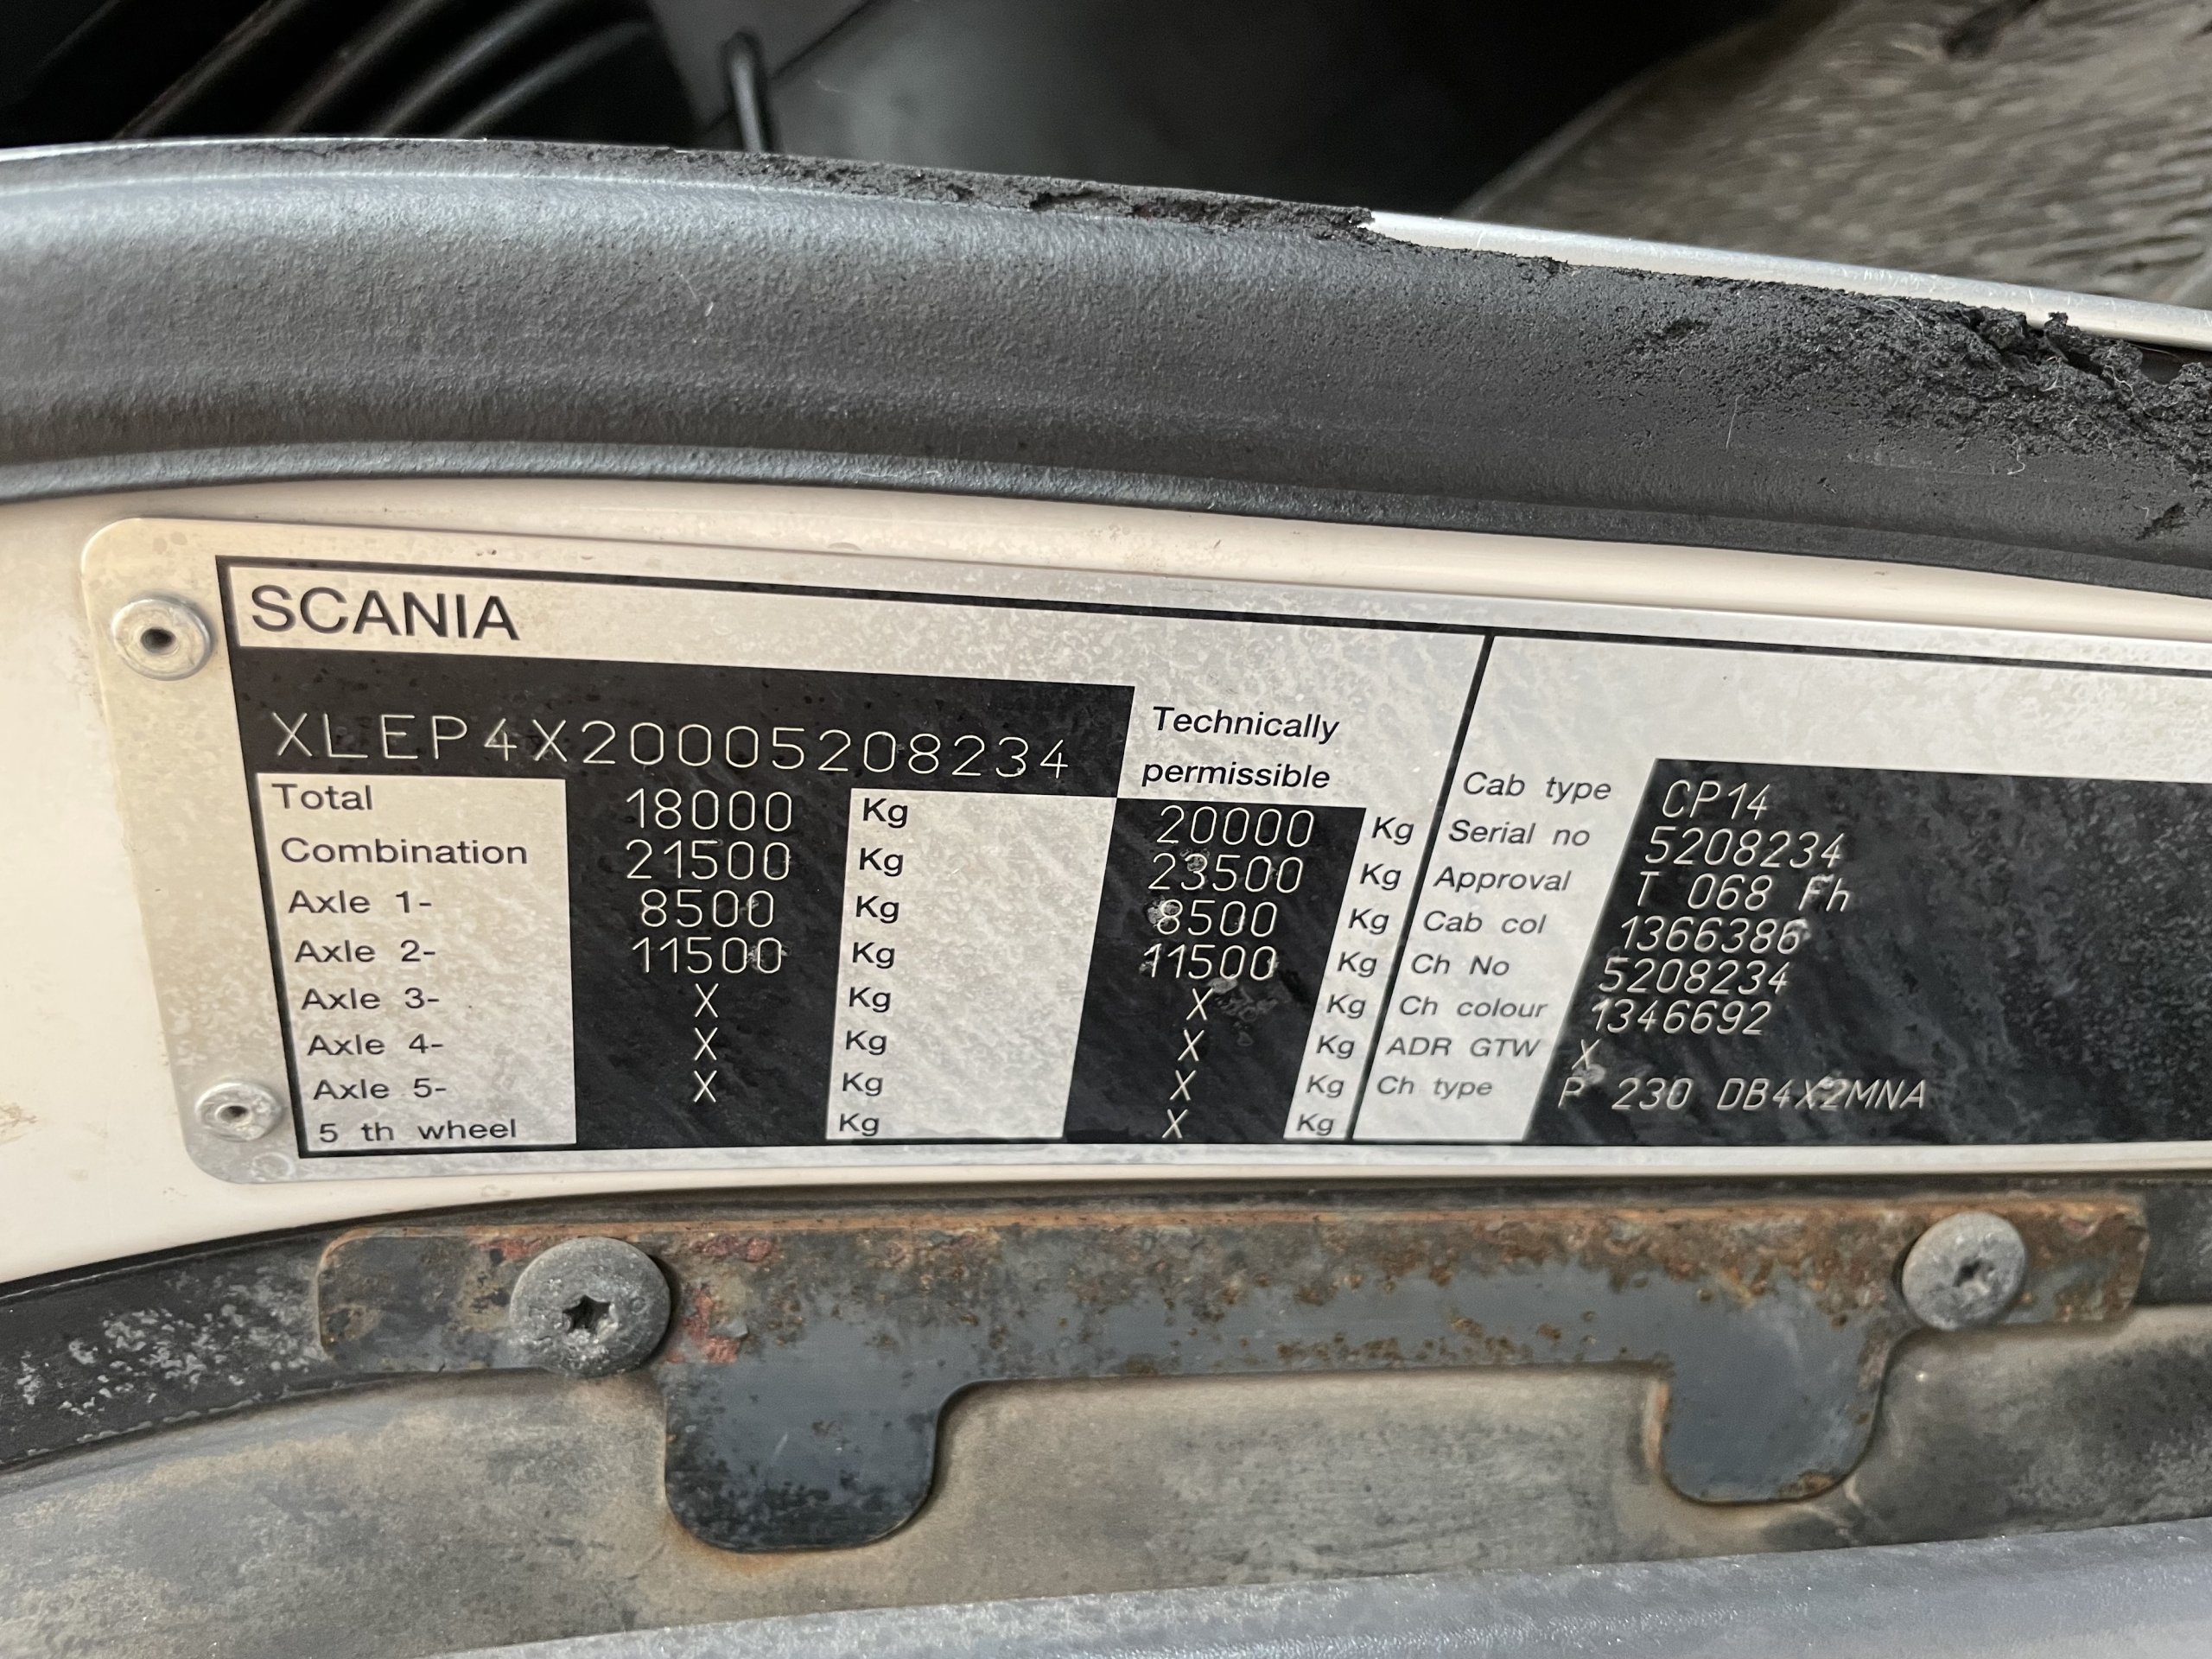 SCANIA
XLEP4X20005208234
Technically
permissible
Total 18000 Kg 20000 Kg
Combination 21500 Kg 23500 Kg
Axle 1- 8500 Kg 8500 Kg
Axle 2- 11500 Kg 11500 Kg
Axle 3- X Kg X Kg
Axle 4- X Kg X Kg
Axle 5- X Kg X Kg
5 th wheel Kg X Kg
Cab type CP14
Serial no 5208234
Approval T 068 Fh
Cab col 1366386
Ch No 5208234
Ch colour 1346692
ADR GTW X
Ch type P 230 DB4X2MNA